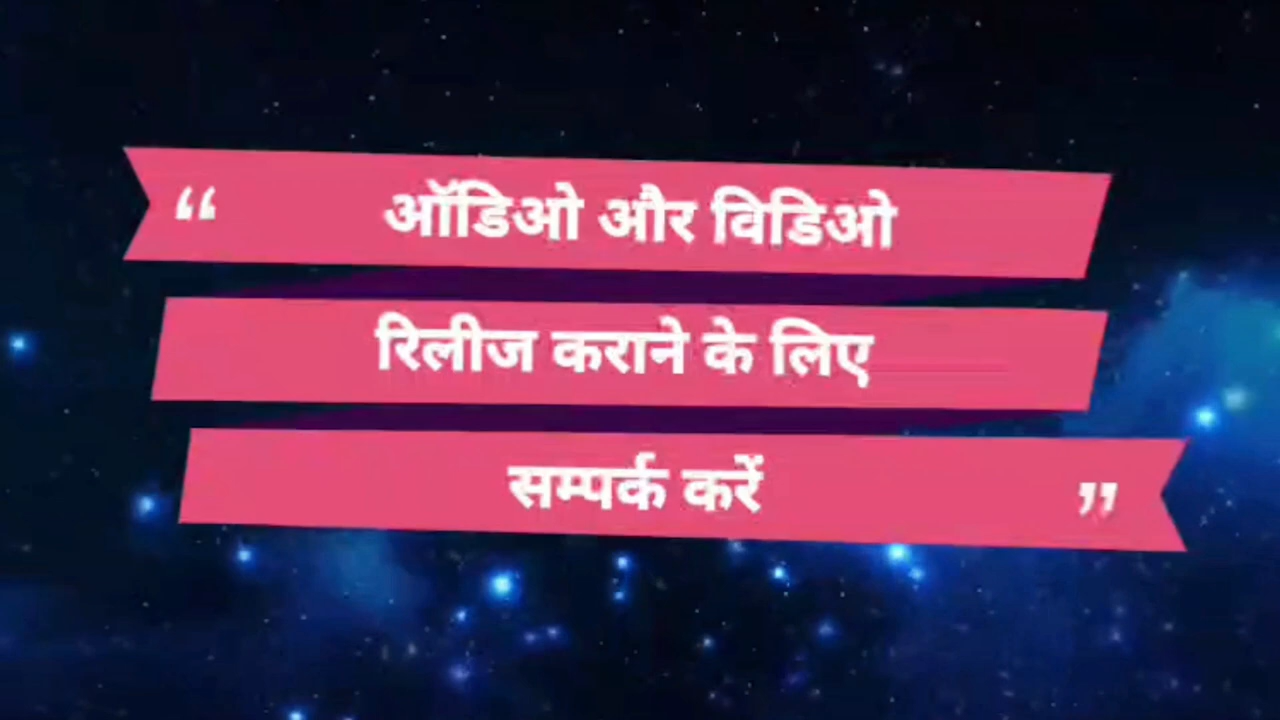 “ ऑडिओ और विडिओ
रिलीज कराने के लिए
सम्पर्क करें ”